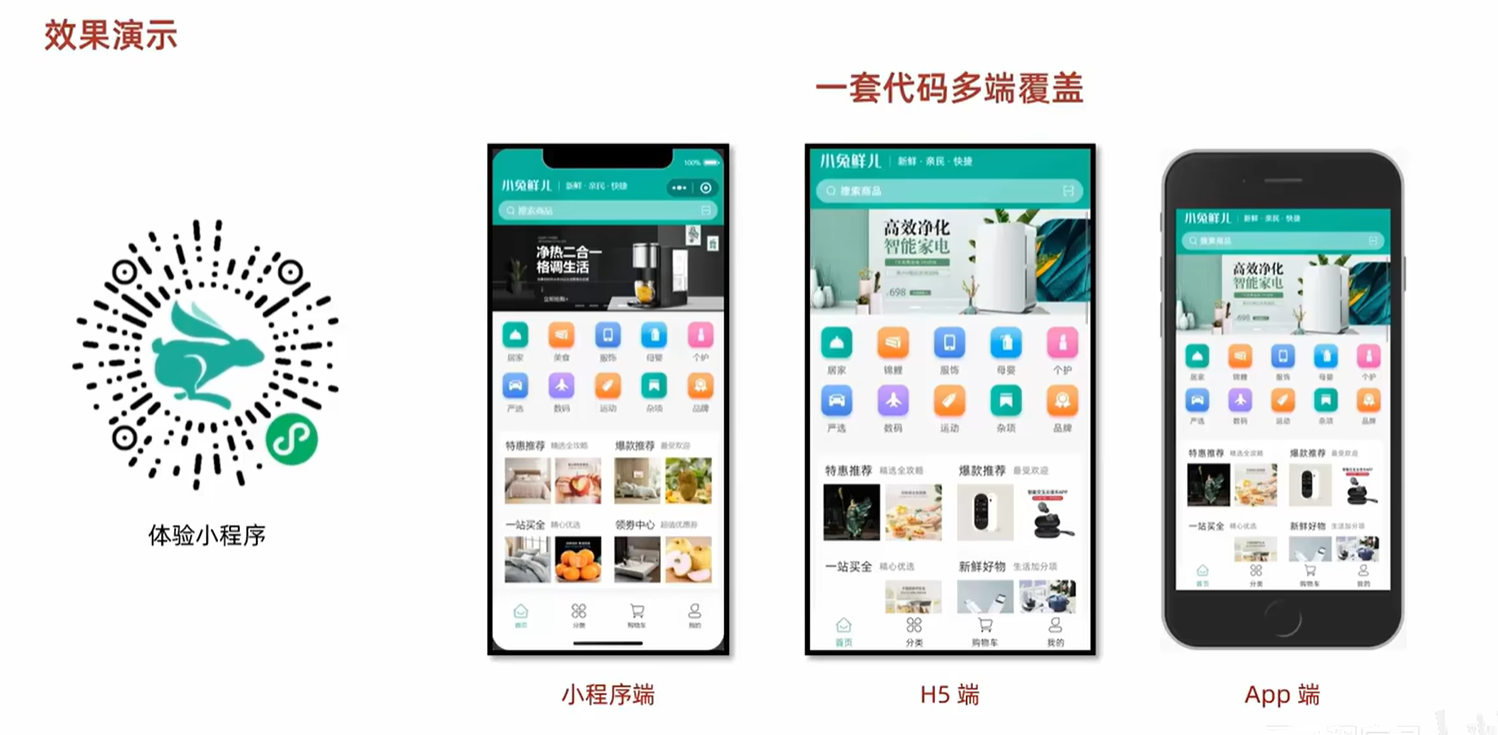 效果演示
一套代码多端覆盖
体验小程序
100%
小兔鲜儿 新鲜·亲民·快捷
搜索商品
净热二合一
格调生活
居家 美食 服饰 母婴 个护
严选 数码 运动 杂项 品牌
特惠推荐 精选全攻略 爆款推荐 最受欢迎
一站买全 精心优选 领券中心 超值优惠券
首页 分类 购物车 我的
小程序端
小兔鲜儿 新鲜·亲民·快捷
搜索商品
高效净化
智能家电
698
居家 锦鲤 服饰 母婴 个护
严选 数码 运动 杂项 品牌
特惠推荐 精选全攻略 爆款推荐 最受欢迎
一站买全 精心优选 新鲜好物 生活加分项
首页 分类 购物车 我的
H5 端
小兔鲜儿 新鲜·亲民·快捷
搜索商品
高效净化
智能家电
698
居家 锦鲤 服饰 母婴 个护
严选 数码 运动 杂项 品牌
特惠推荐 精选全攻略 爆款推荐 最受欢迎
一站买全 精心优选 新鲜好物 生活加分项
首页 分类 购物车 我的
App 端